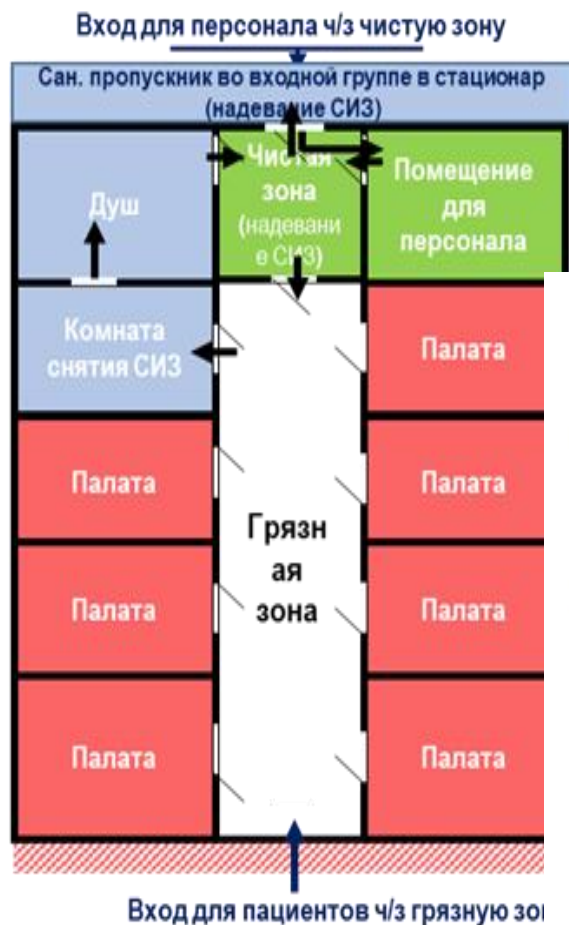 Вход для персонала ч/з чистую зону
Сан. пропускник во входной группе в стационар
(надевание СИЗ)
Душ
Чистая
зона
(надевани
е СИЗ)
Помещение
для
персонала
Комната
снятия СИЗ
Палата
Палата
Палата
Грязн
ая
зона
Палата
Палата
Палата
Палата
Вход для пациентов ч/з грязную зо